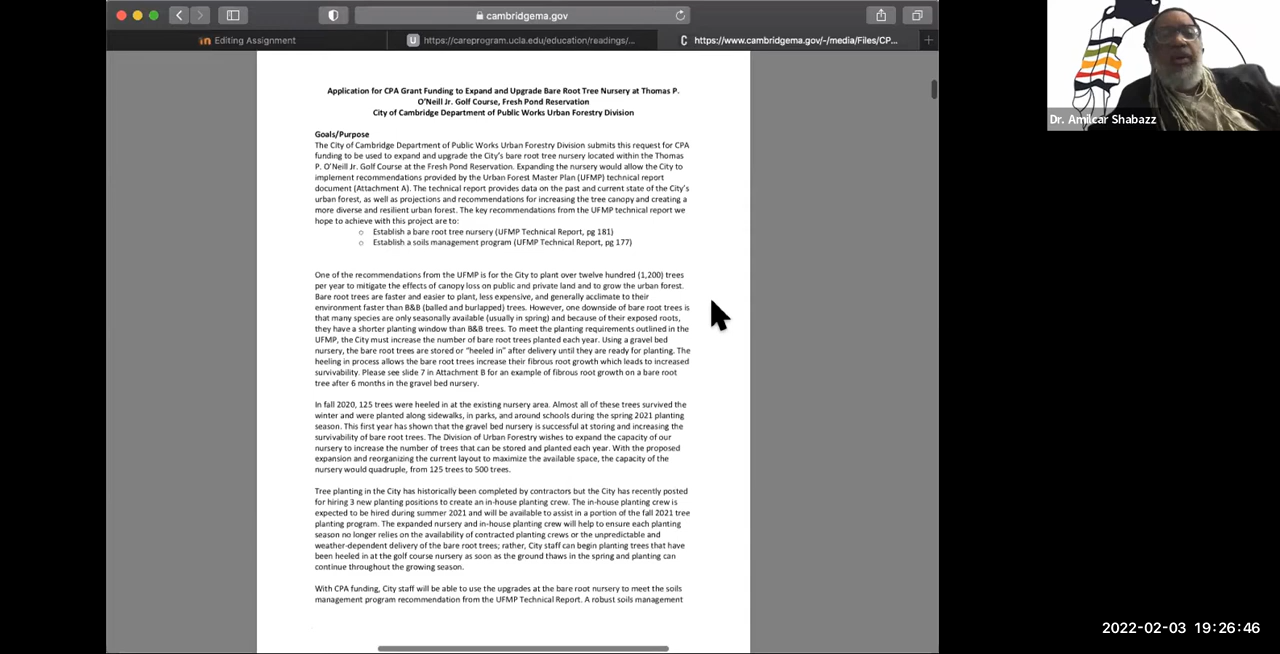 cambridgema.gov
Editing Assignment
https://careprogram.ucla.edu/education/readings/...
https://www.cambridgema.gov/-/media/Files/CP...
Dr. Amilcar Shabazz
Application for CPA Grant Funding to Expand and Upgrade Bare Root Tree Nursery at Thomas P.
O'Neill Jr. Golf Course, Fresh Pond Reservation
City of Cambridge Department of Public Works Urban Forestry Division
Goals/Purpose
The City of Cambridge Department of Public Works Urban Forestry Division submits this request for CPA
funding to be used to expand and upgrade the City's bare root tree nursery located within the Thomas
P. O'Neill Jr. Golf Course at the Fresh Pond Reservation. Expanding the nursery would allow the City to
implement recommendations provided by the Urban Forest Master Plan (UFMP) technical report
document (Attachment A). The technical report provides data on the past and current state of the City's
urban forest, as well as projections and recommendations for increasing the tree canopy and creating a
more diverse and resilient urban forest. The key recommendations from the UFMP technical report we
hope to achieve with this project are to:
o Establish a bare root tree nursery (UFMP Technical Report, pg 181)
o Establish a soils management program (UFMP Technical Report, pg 177)
One of the recommendations from the UFMP is for the City to plant over twelve hundred (1,200) trees
per year to mitigate the effects of canopy loss on public and private land and to grow the urban forest.
Bare root trees are faster and easier to plant, less expensive, and generally acclimate to their
environment faster than B&B (balled and burlapped) trees. However, one downside of bare root trees is
that many species are only seasonally available (usually in spring) and because of their exposed roots,
they have a shorter planting window than B&B trees. To meet the planting requirements outlined in the
UFMP, the City must increase the number of bare root trees planted each year. Using a gravel bed
nursery, the bare root trees are stored or "heeled in" after delivery until they are ready for planting. The
heeling in process allows the bare root trees increase their fibrous root growth which leads to increased
survivability. Please see slide 7 in Attachment B for an example of fibrous root growth on a bare root
tree after 6 months in the gravel bed nursery.
In fall 2020, 125 trees were heeled in at the existing nursery area. Almost all of these trees survived the
winter and were planted along sidewalks, in parks, and around schools during the spring 2021 planting
season. This first year has shown that the gravel bed nursery is successful at storing and increasing the
survivability of bare root trees. The Division of Urban Forestry wishes to expand the capacity of our
nursery to increase the number of trees that can be stored and planted each year. With the proposed
expansion and reorganizing the current layout to maximize the available space, the capacity of the
nursery would quadruple, from 125 trees to 500 trees.
Tree planting in the City has historically been completed by contractors but the City has recently posted
for hiring 3 new planting positions to create an in-house planting crew. The in-house planting crew is
expected to be hired during summer 2021 and will be available to assist in a portion of the fall 2021 tree
planting program. The expanded nursery and in-house planting crew will help to ensure each planting
season no longer relies on the availability of contracted planting crews or the unpredictable and
weather-dependent delivery of the bare root trees; rather, City staff can begin planting trees that have
been heeled in at the golf course nursery as soon as the ground thaws in the spring and planting can
continue throughout the growing season.
With CPA funding, City staff will be able to use the upgrades at the bare root nursery to meet the soils
management program recommendation from the UFMP Technical Report. A robust soils management
2022-02-03 19:26:46